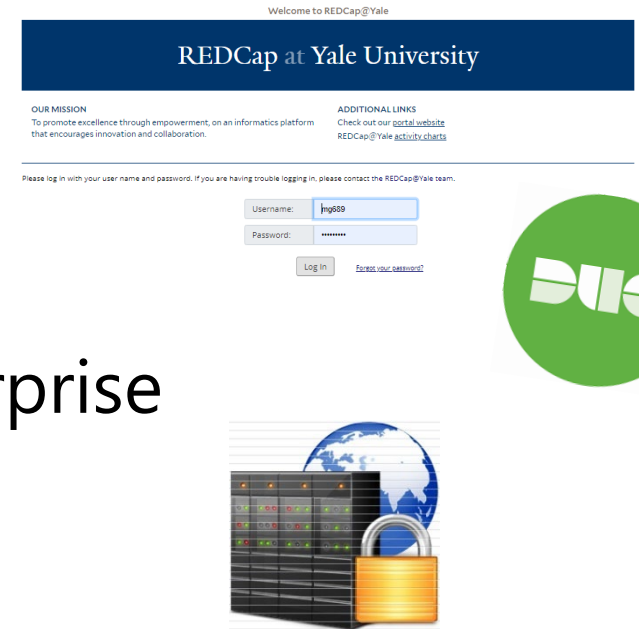 Welcome to REDCap@Yale
REDCap at Yale University
OUR MISSION
To promote excellence through empowerment, on an informatics platform
that encourages innovation and collaboration.
ADDITIONAL LINKS
Check out our portal website
REDCap@Yale activity charts
Please log in with your user name and password. If you are having trouble logging in, please contact the REDCap@Yale team.
Username: mg689
Password: •••••••••
Log In Forgot your password?
rprise